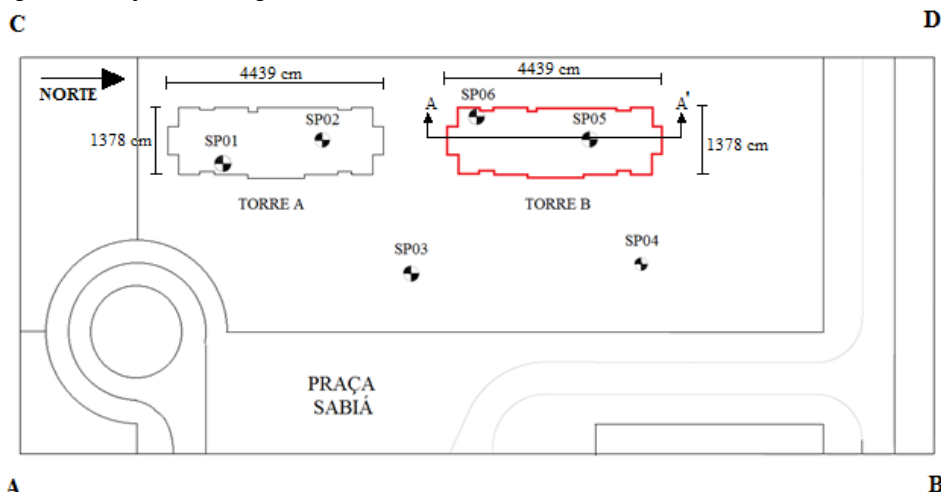 C
D
4439 cm
4439 cm
NORTE
A
SP06
A'
SP02
SP05
1378 cm
SP01
1378 cm
TORRE A
TORRE B
SP03
SP04
PRAÇA
SABIÁ
A
B